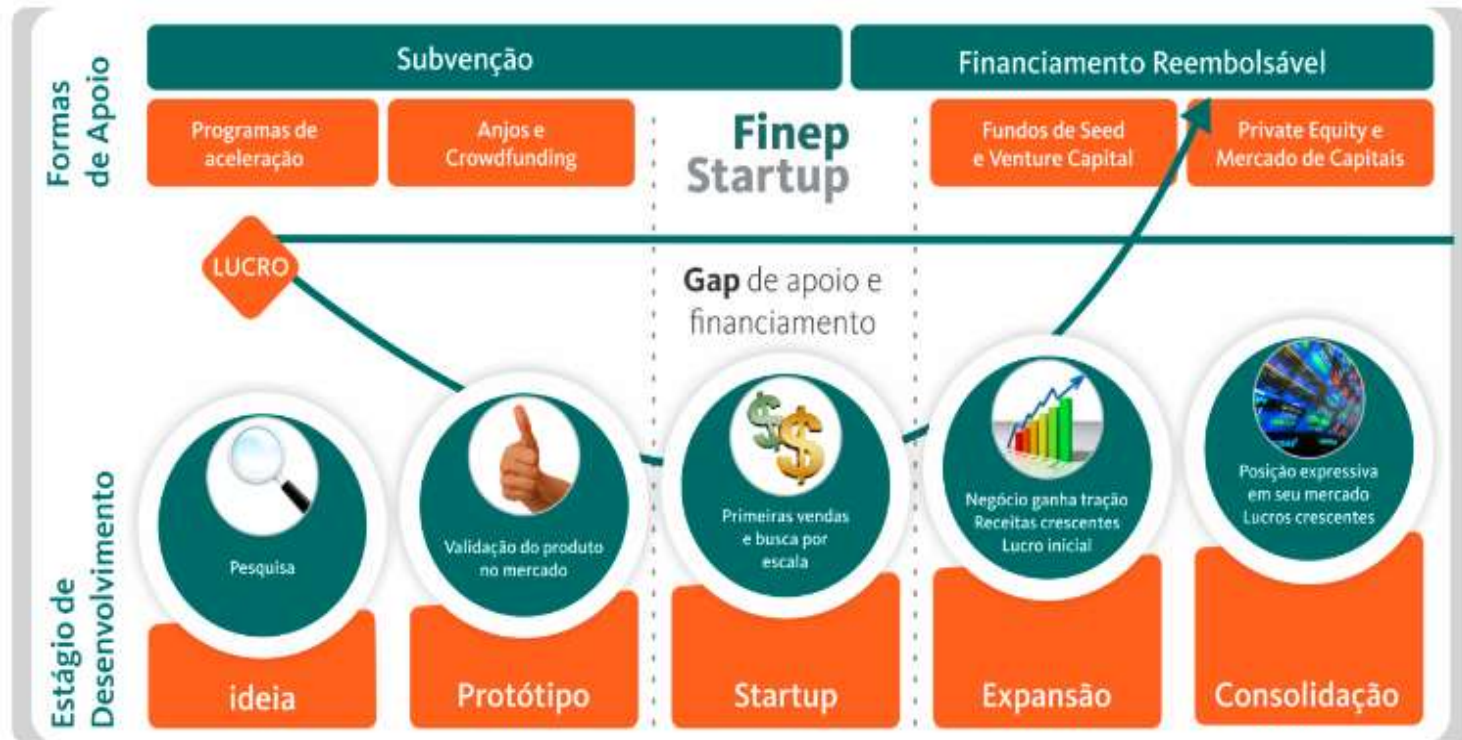 Formas
de Apoio
Subvenção
Financiamento Reembolsável
Programas de
aceleração
Anjos e
Crowdfunding
Finep
Startup
Fundos de Seed
e Venture Capital
Private Equity e
Mercado de Capitais
LUCRO
Gap de apoio e
financiamento
Estágio de
Desenvolvimento
Pesquisa
Validação do produto
no mercado
Primeiras vendas
e busca por
escala
Negócio ganha tração
Receitas crescentes
Lucro inicial
Posição expressiva
em seu mercado
Lucros crescentes
ideia
Protótipo
Startup
Expansão
Consolidação